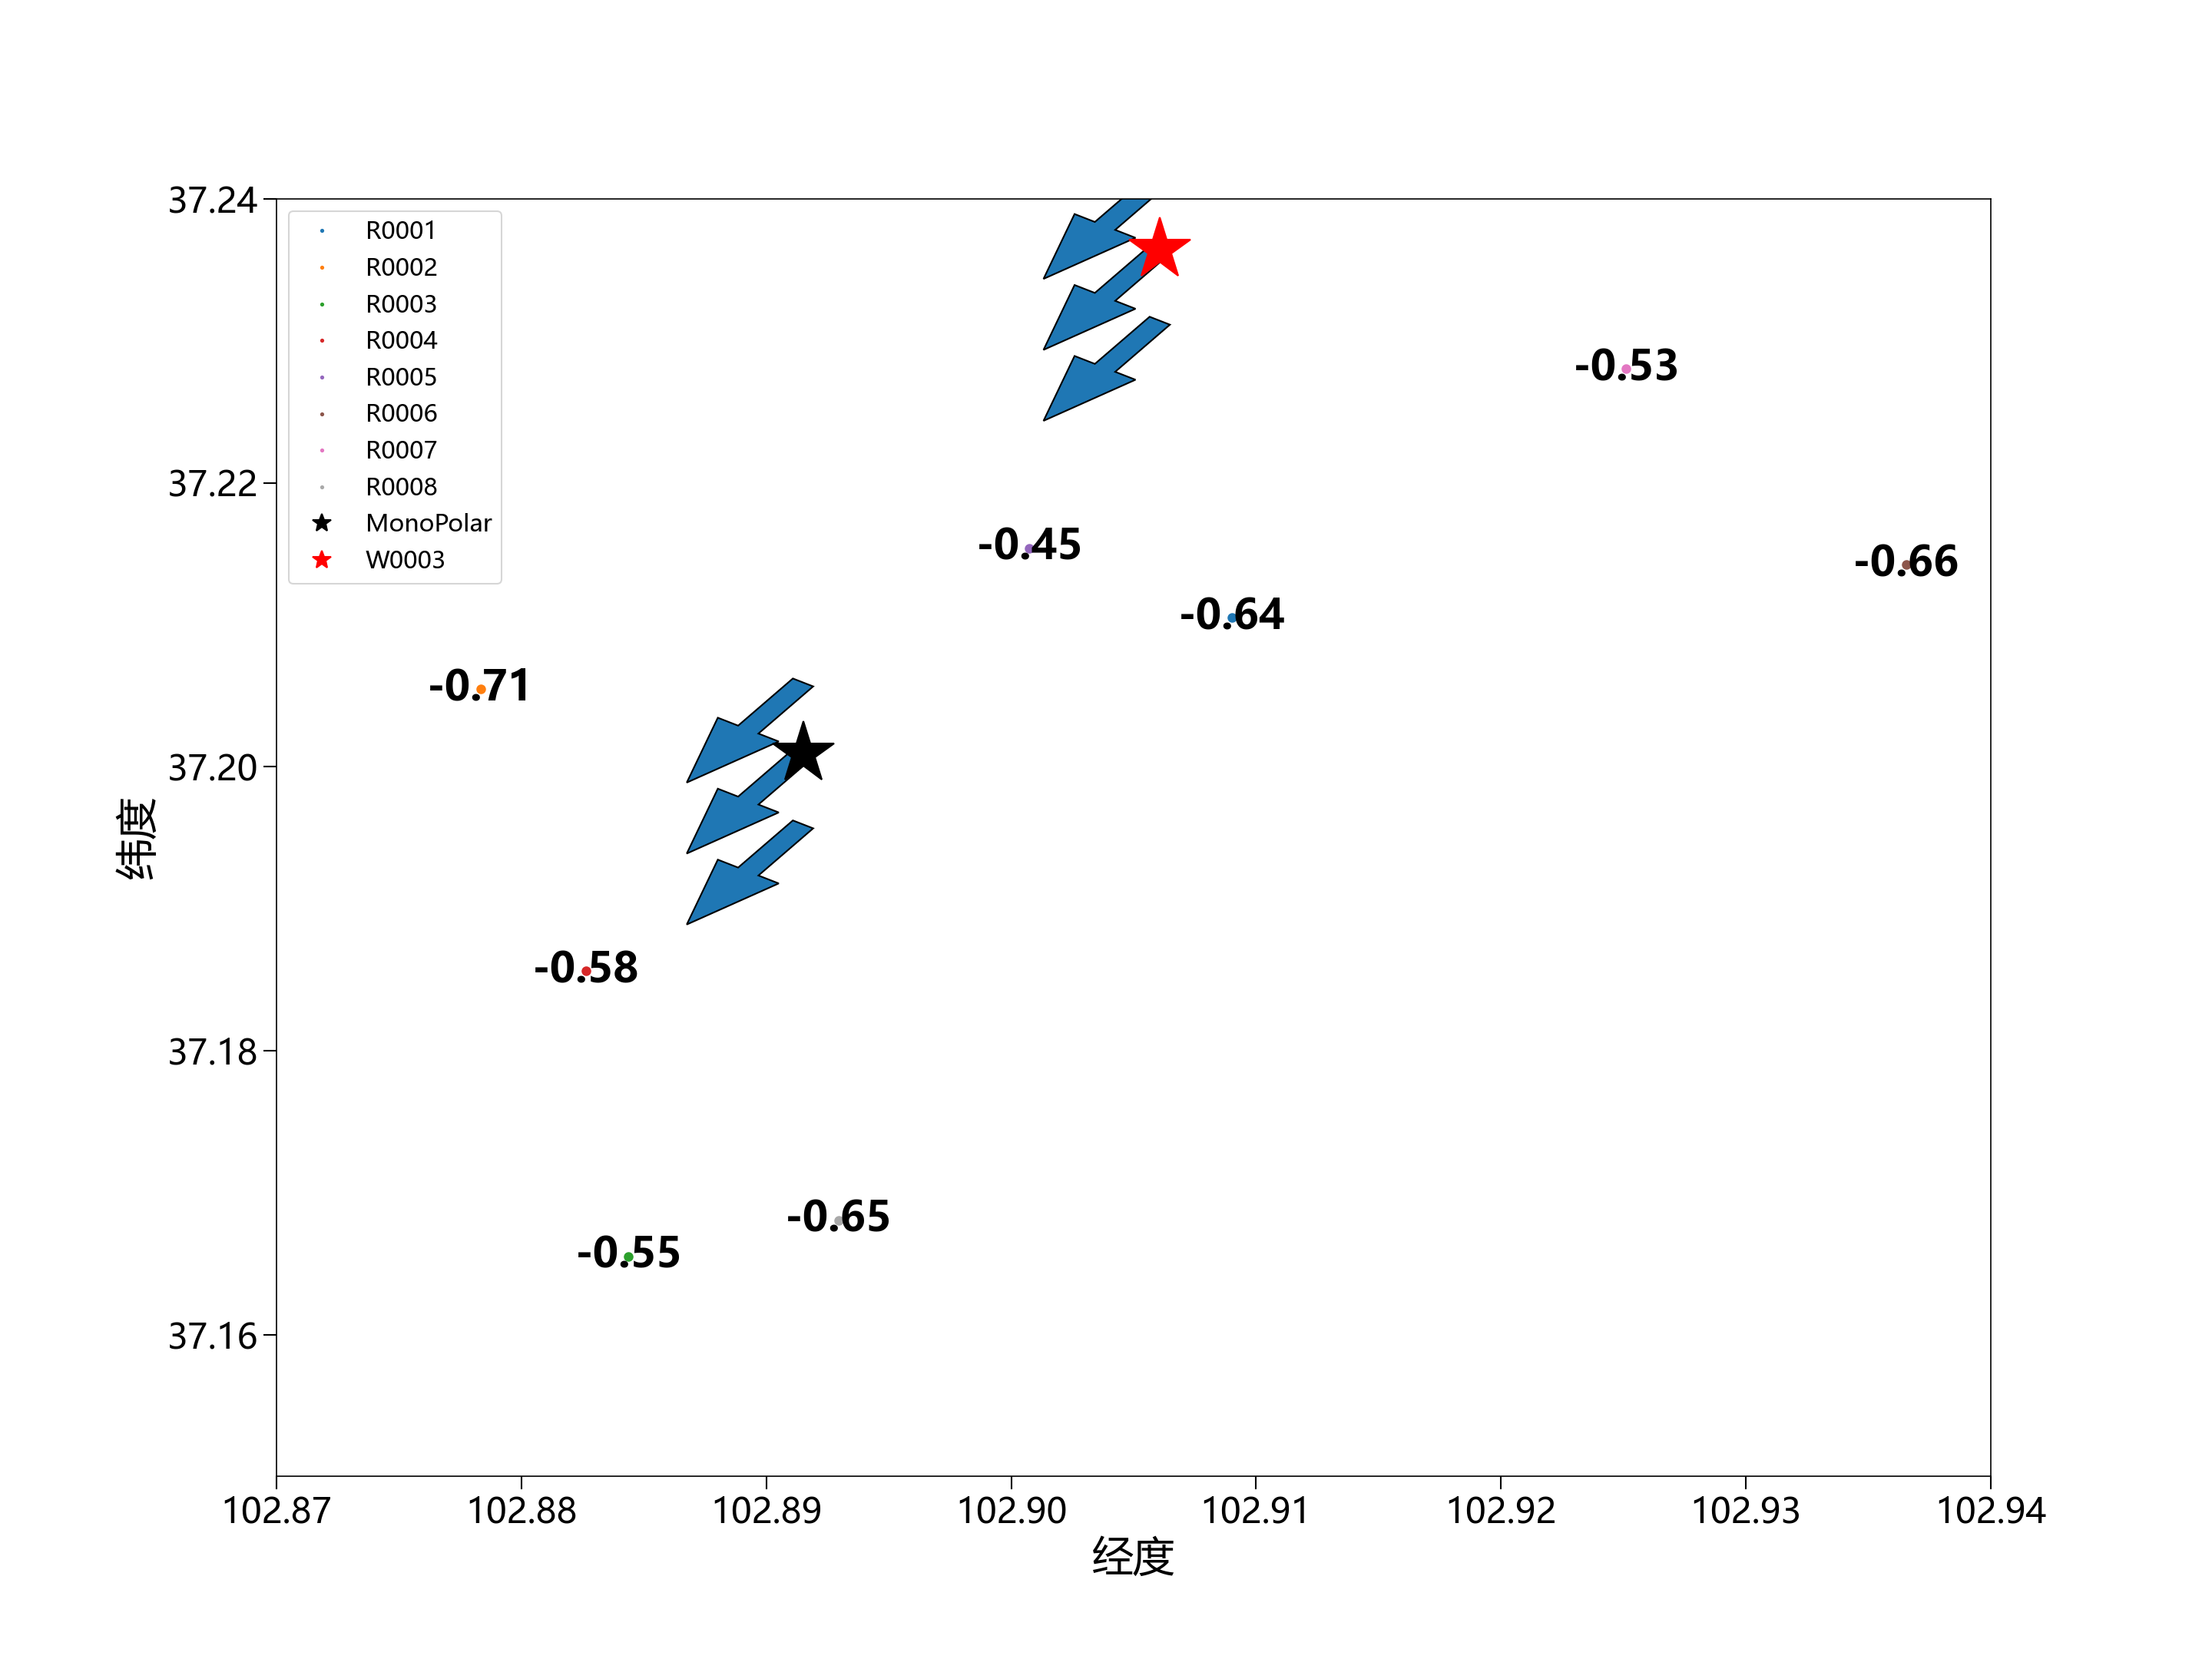 37.24
37.22
37.20
37.18
37.16
纬度
R0001
R0002
R0003
R0004
R0005
R0006
R0007
R0008
MonoPolar
W0003
-0.53
-0.45
-0.66
-0.64
-0.71
-0.58
-0.65
-0.55
102.87 102.88 102.89 102.90 102.91 102.92 102.93 102.94
经度